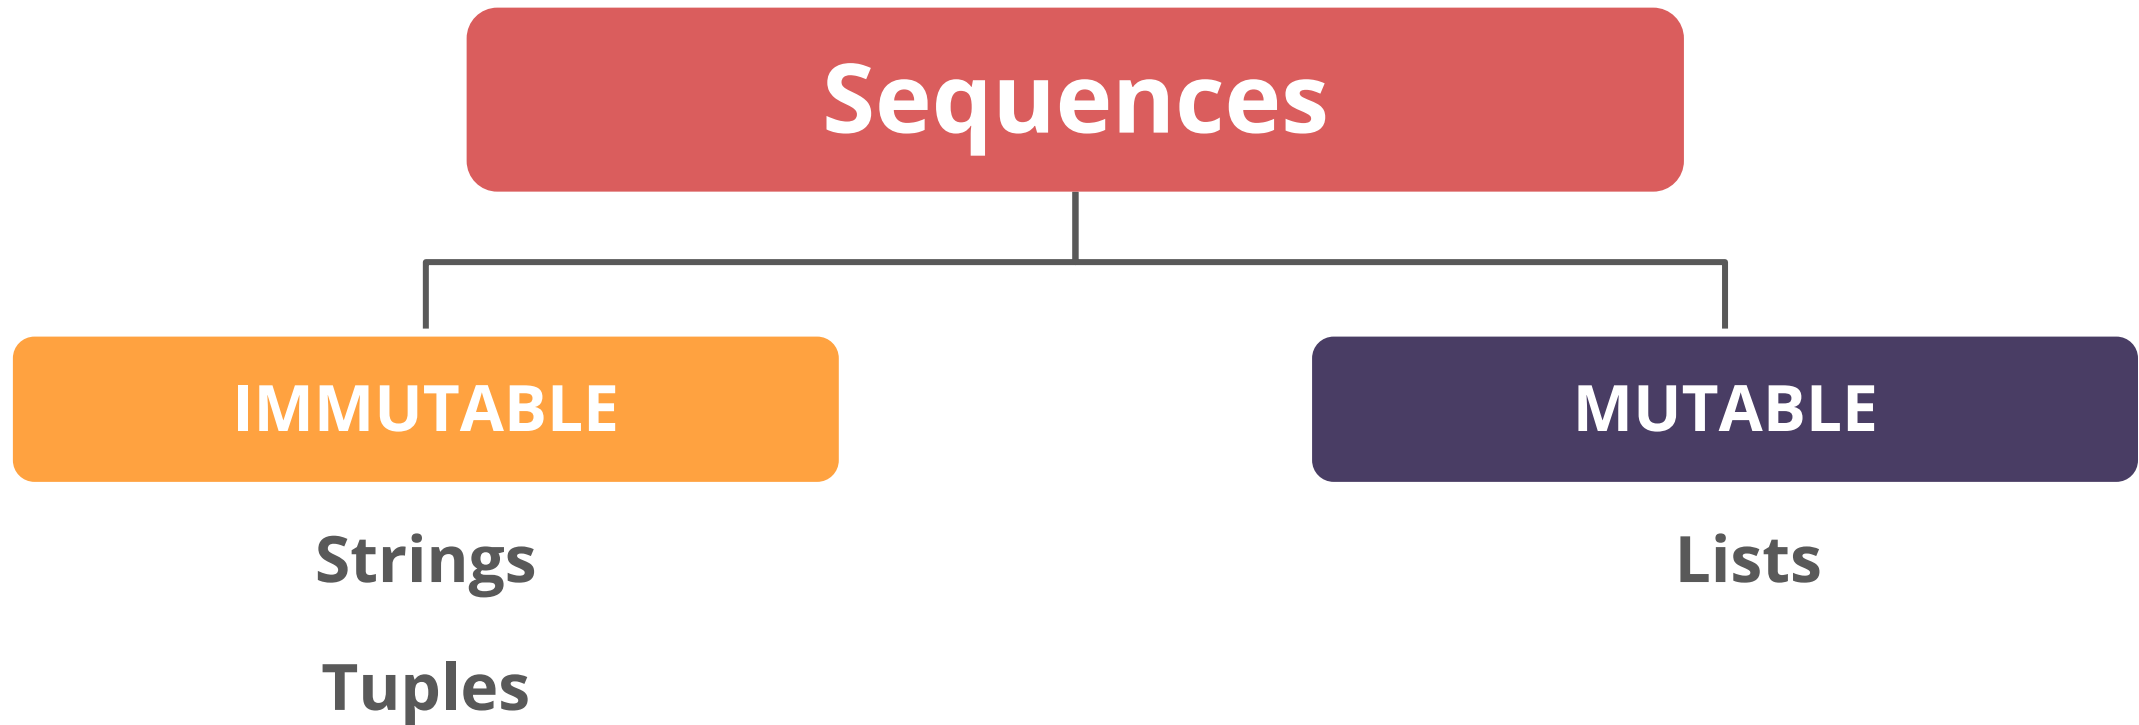 Sequences
IMMUTABLE
MUTABLE
Strings
Lists
Tuples